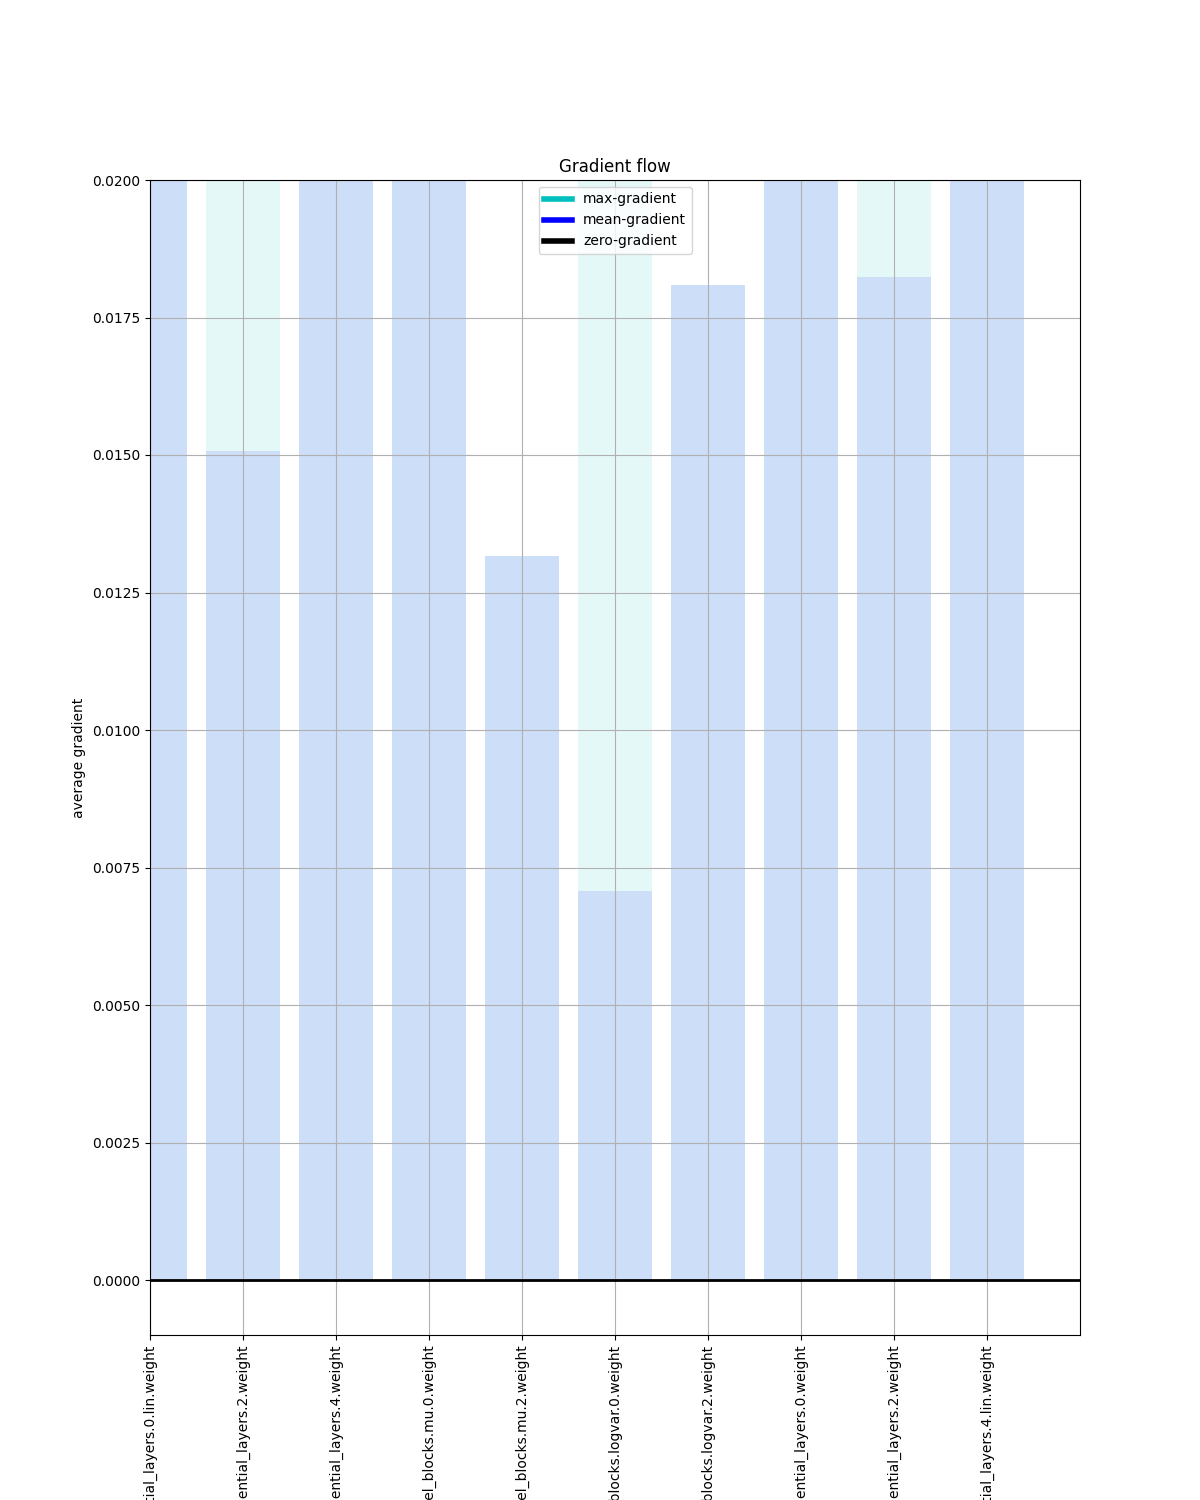 Gradient flow
max-gradient
mean-gradient
zero-gradient
0.0200
0.0175
0.0150
0.0125
0.0100
0.0075
0.0050
0.0025
0.0000
average gradient
tial_layers.0.lin.weight
ential_layers.2.weight
ential_layers.4.weight
el_blocks.mu.0.weight
el_blocks.mu.2.weight
blocks.logvar.0.weight
blocks.logvar.2.weight
ential_layers.0.weight
ential_layers.2.weight
tial_layers.4.lin.weight